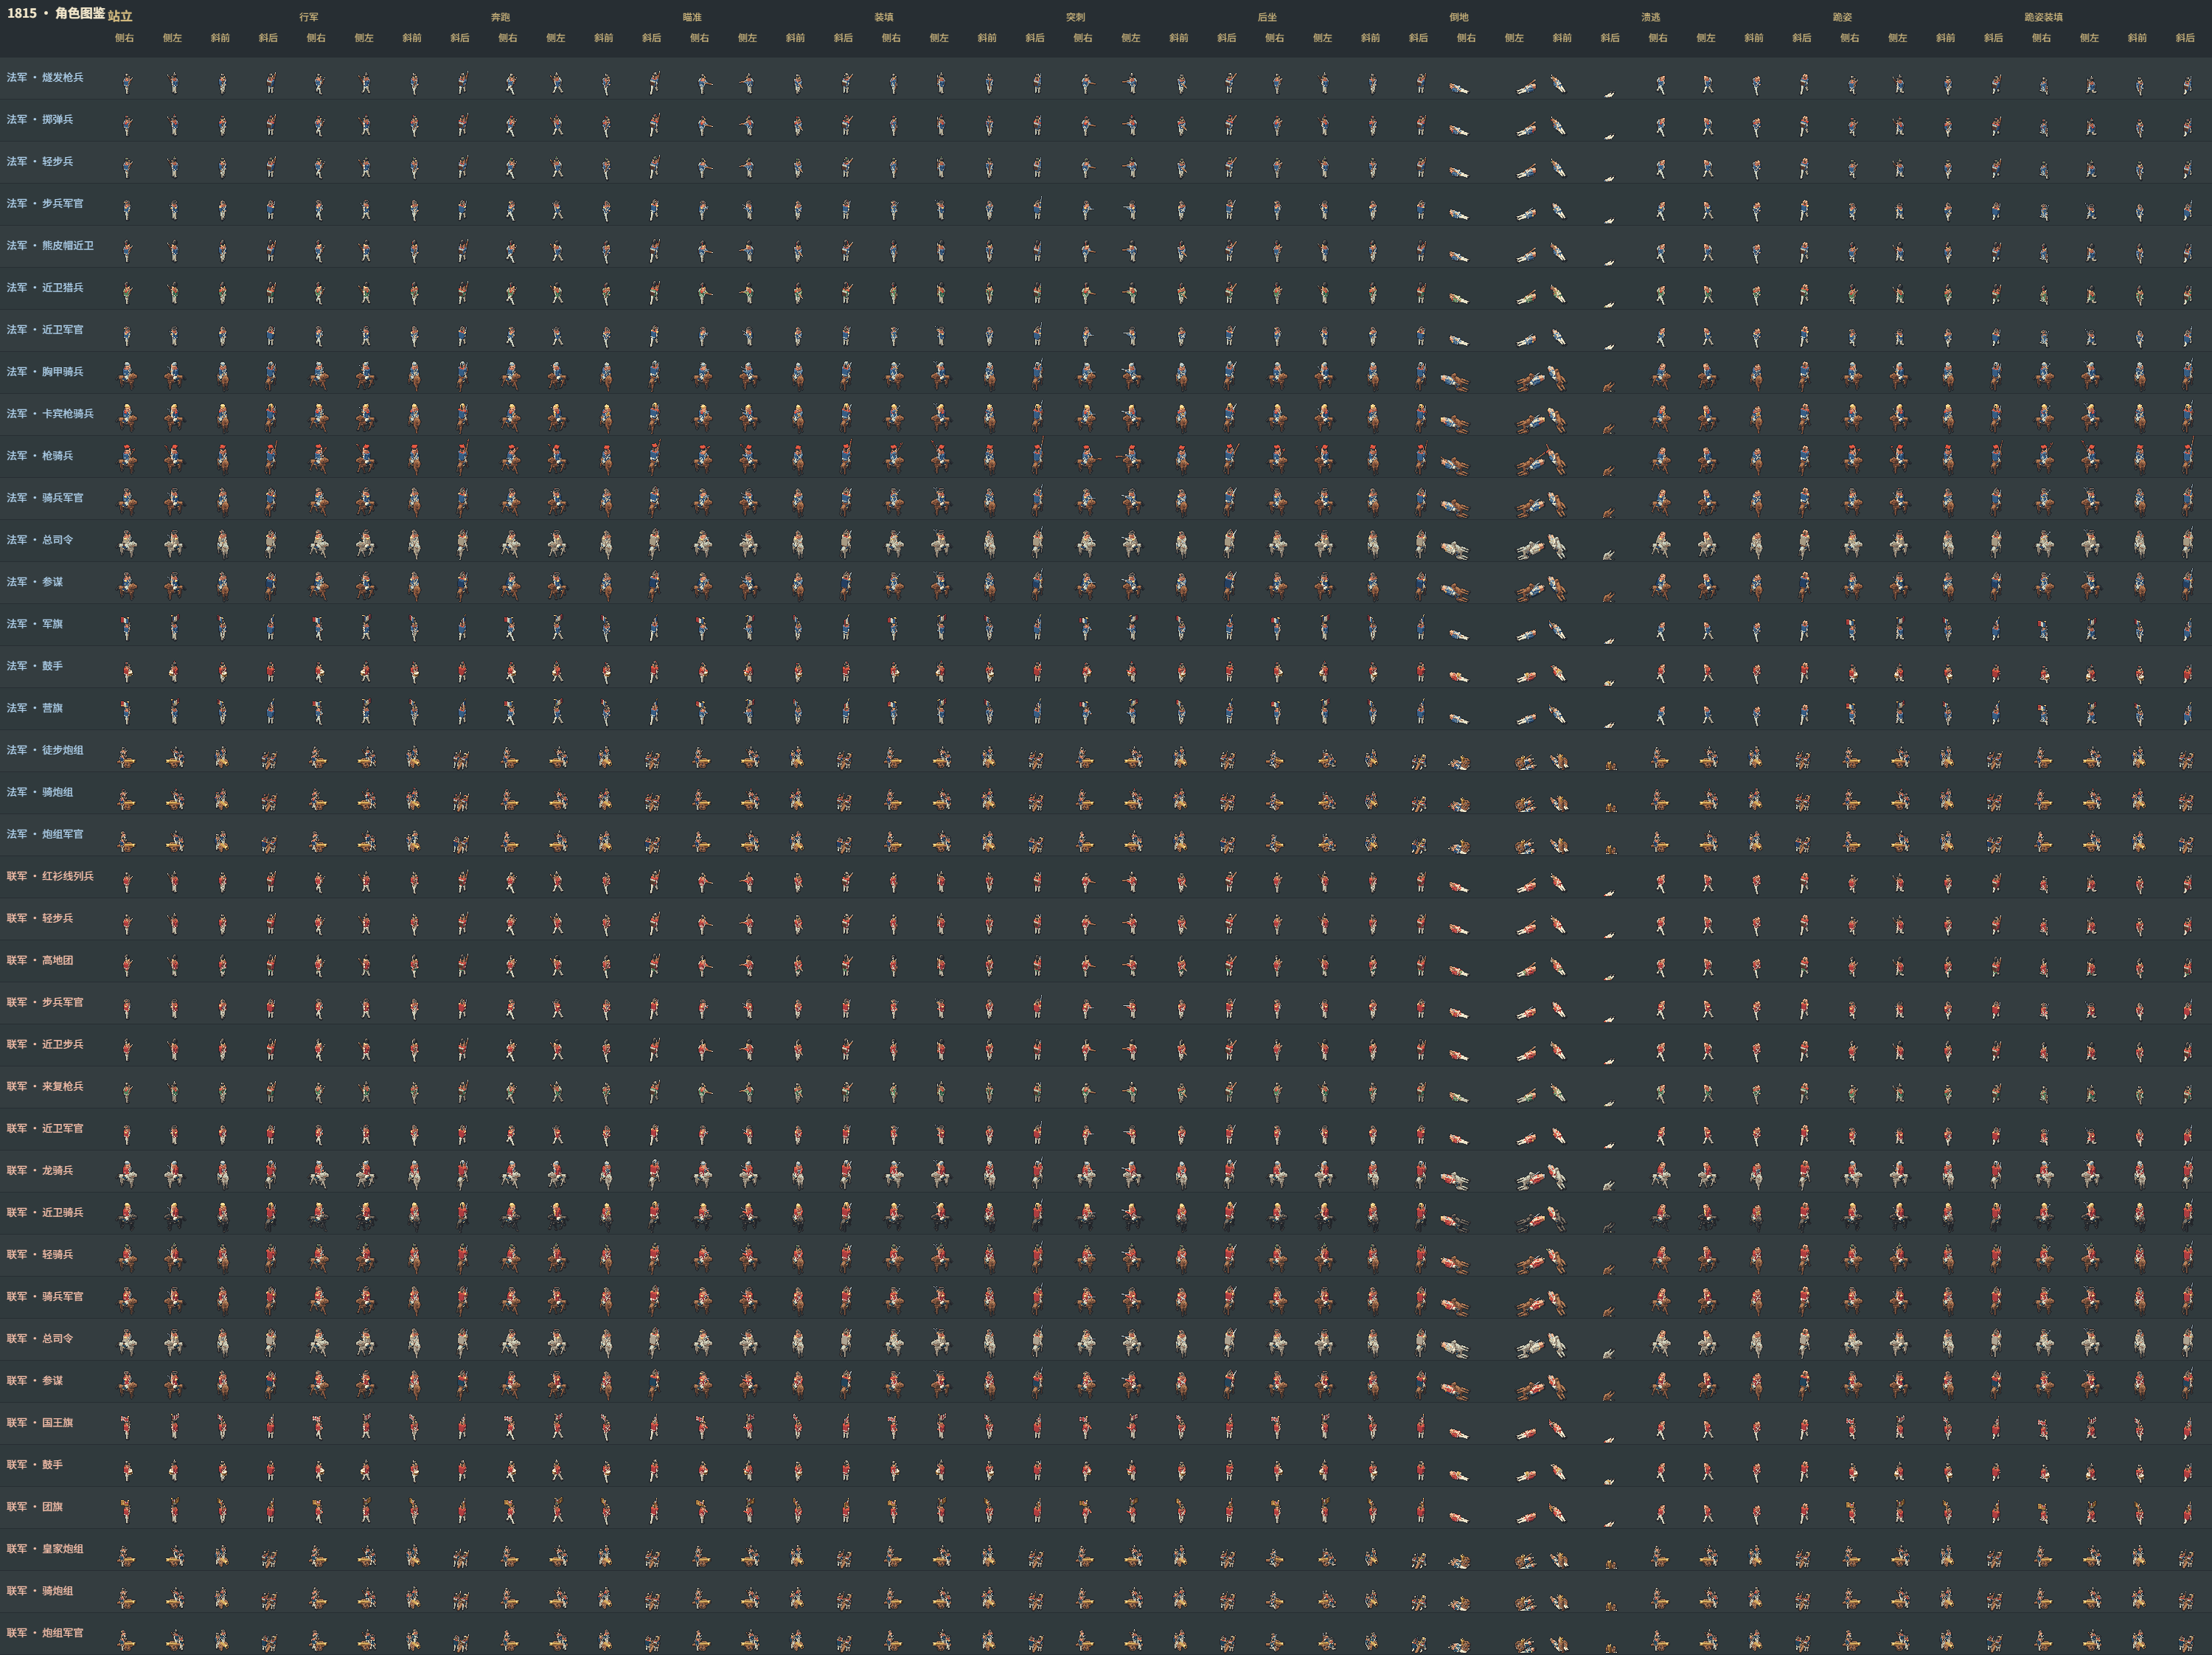 1815 · 角色图鉴 站立 行军 奔跑 瞄准 装填 突刺 后坐 倒地 溃逃 跪姿 跪姿装填
侧右 侧左 斜前 斜后 侧右 侧左 斜前 斜后 侧右 侧左 斜前 斜后 侧右 侧左 斜前 斜后 侧右 侧左 斜前 斜后 侧右 侧左 斜前 斜后 侧右 侧左 斜前 斜后 侧右 侧左 斜前 斜后 侧右 侧左 斜前 斜后 侧右 侧左 斜前 斜后 侧右 侧左 斜前 斜后
法军 · 燧发枪兵
法军 · 掷弹兵
法军 · 轻步兵
法军 · 步兵军官
法军 · 熊皮帽近卫
法军 · 近卫猎兵
法军 · 近卫军官
法军 · 胸甲骑兵
法军 · 卡宾枪骑兵
法军 · 枪骑兵
法军 · 骑兵军官
法军 · 总司令
法军 · 参谋
法军 · 军旗
法军 · 鼓手
法军 · 营旗
法军 · 徒步炮组
法军 · 骑炮组
法军 · 炮组军官
联军 · 红衫线列兵
联军 · 轻步兵
联军 · 高地团
联军 · 步兵军官
联军 · 近卫步兵
联军 · 来复枪兵
联军 · 近卫军官
联军 · 龙骑兵
联军 · 近卫骑兵
联军 · 轻骑兵
联军 · 骑兵军官
联军 · 总司令
联军 · 参谋
联军 · 国王旗
联军 · 鼓手
联军 · 团旗
联军 · 皇家炮组
联军 · 骑炮组
联军 · 炮组军官